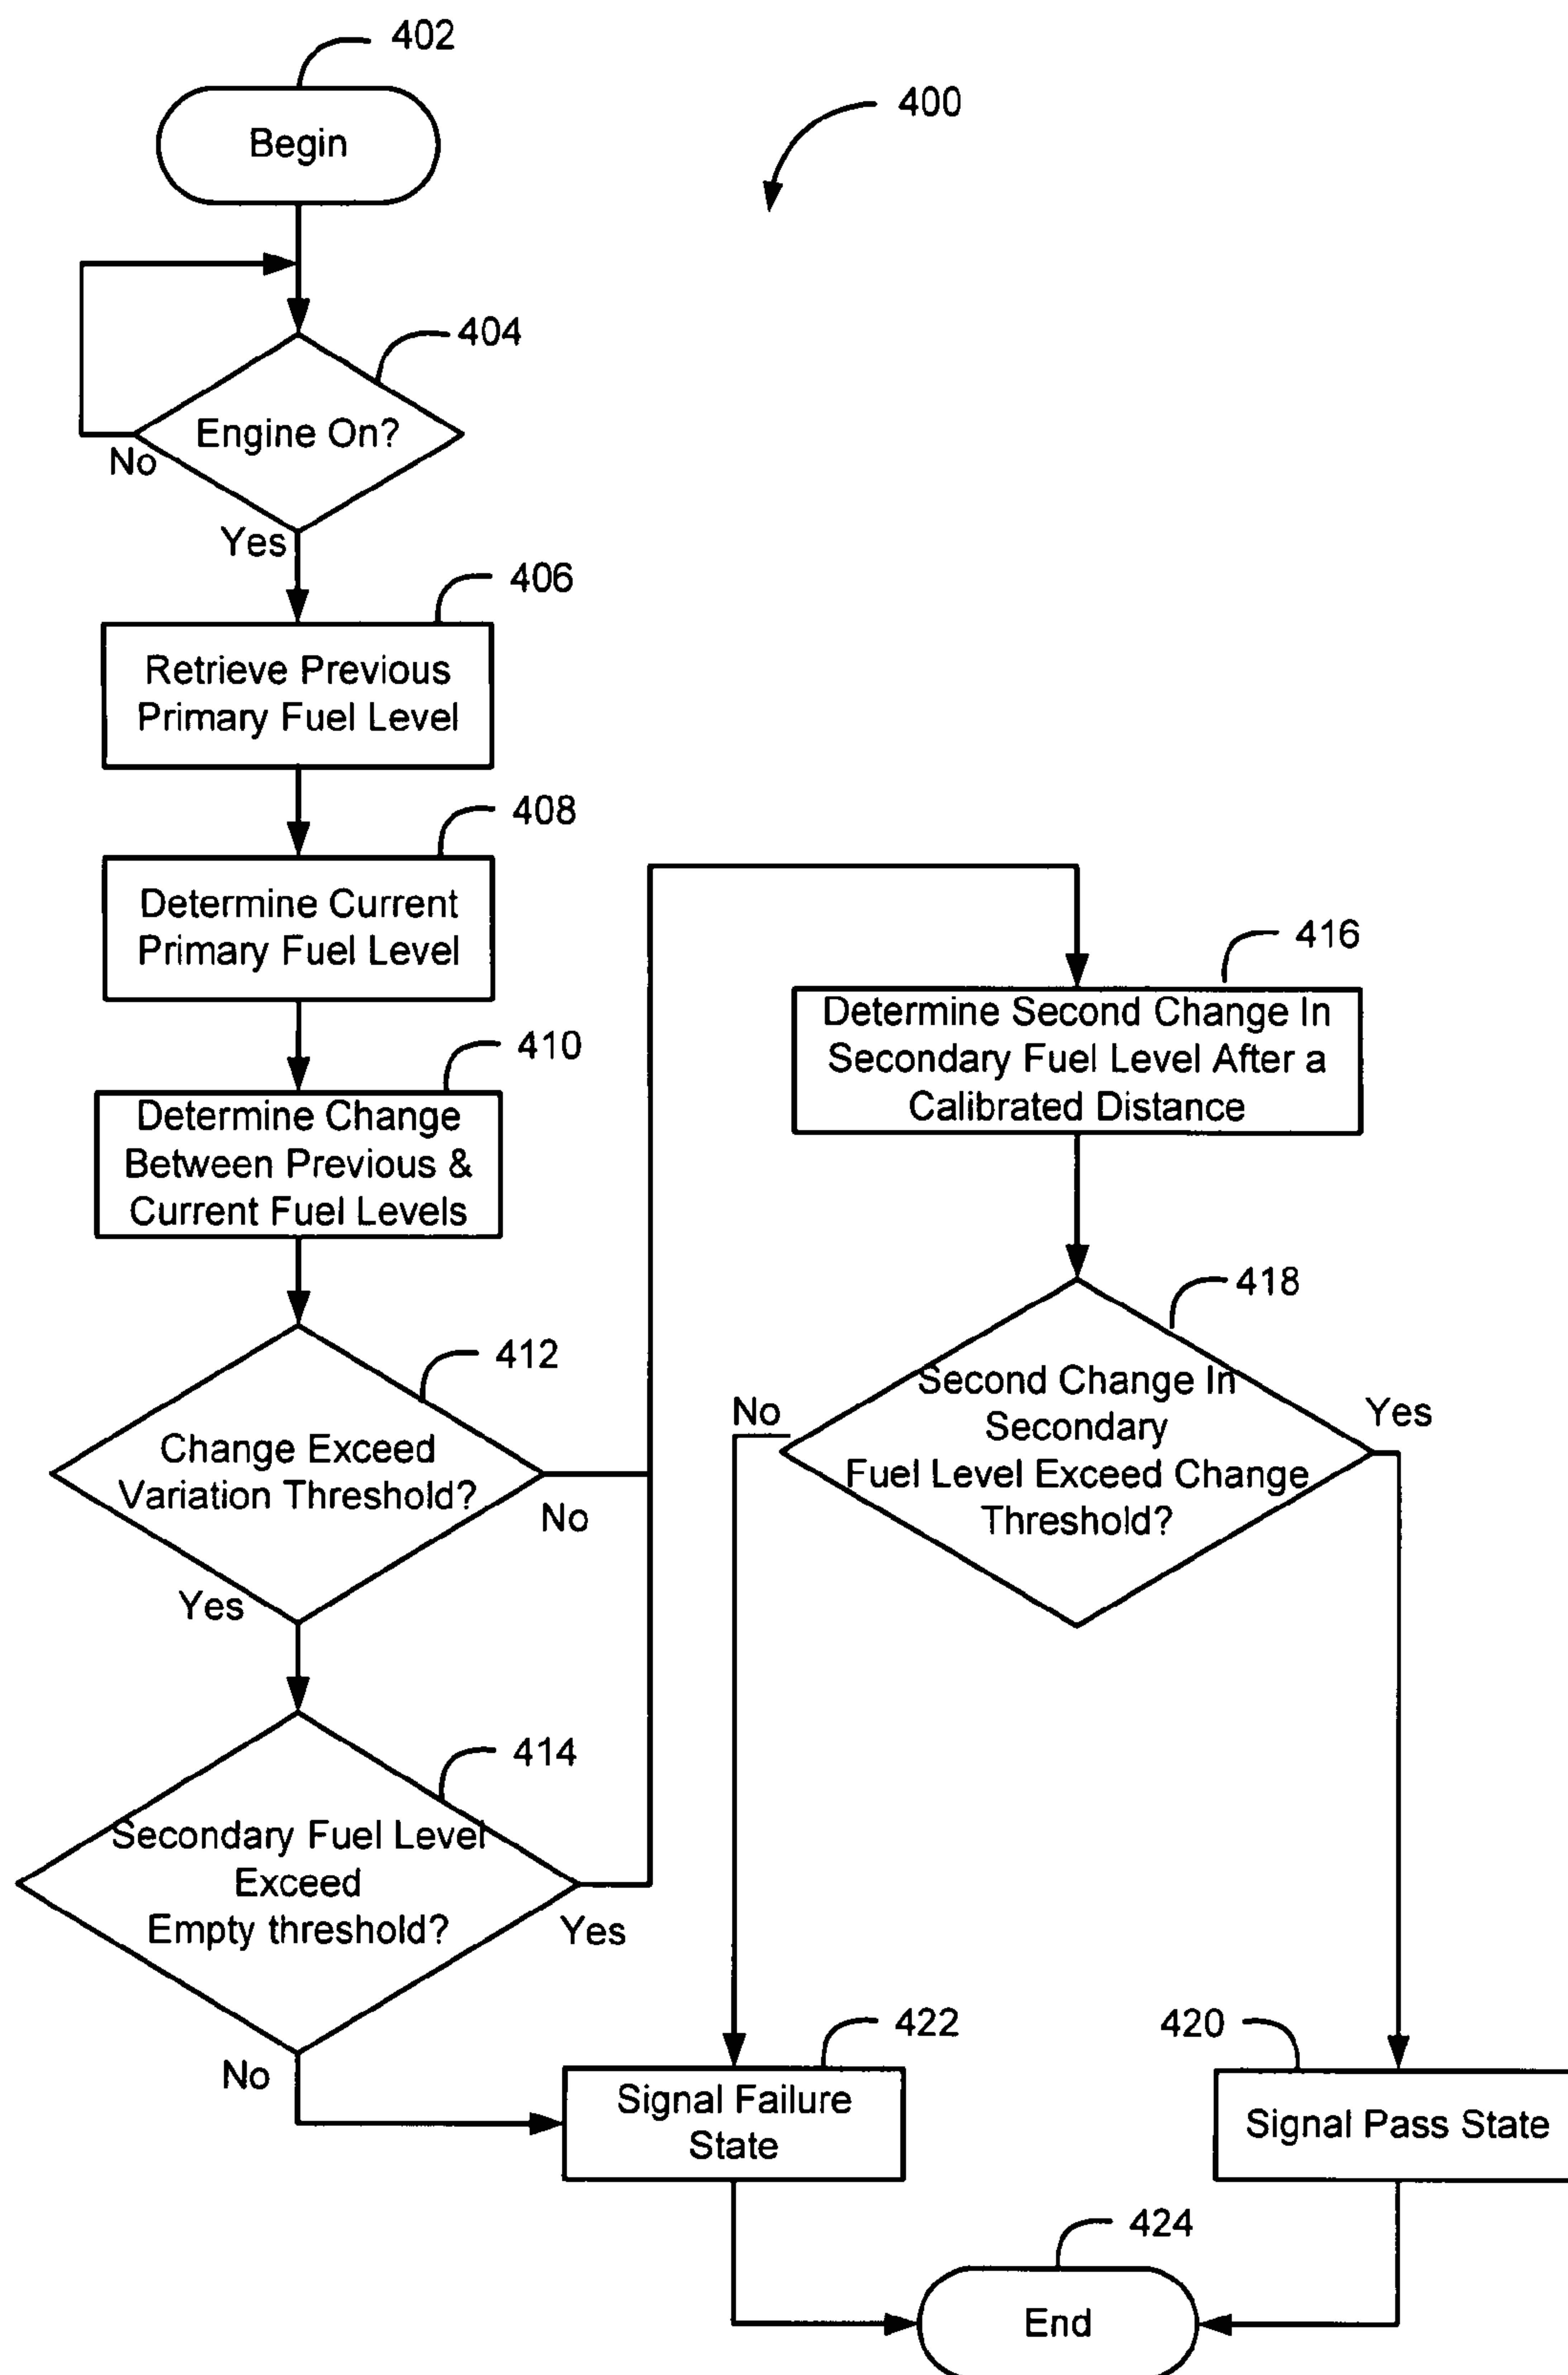 402
Begin
400
404
Engine On?
No
Yes
406
Retrieve Previous
Primary Fuel Level
408
Determine Current
Primary Fuel Level
410
Determine Change
Between Previous &
Current Fuel Levels
412
Change Exceed
Variation Threshold?
No
Yes
414
Secondary Fuel Level
Exceed
Empty threshold?
Yes
No
416
Determine Second Change In
Secondary Fuel Level After a
Calibrated Distance
418
Second Change In
Secondary
Fuel Level Exceed Change
Threshold?
No
Yes
422
Signal Failure
State
420
Signal Pass State
424
End